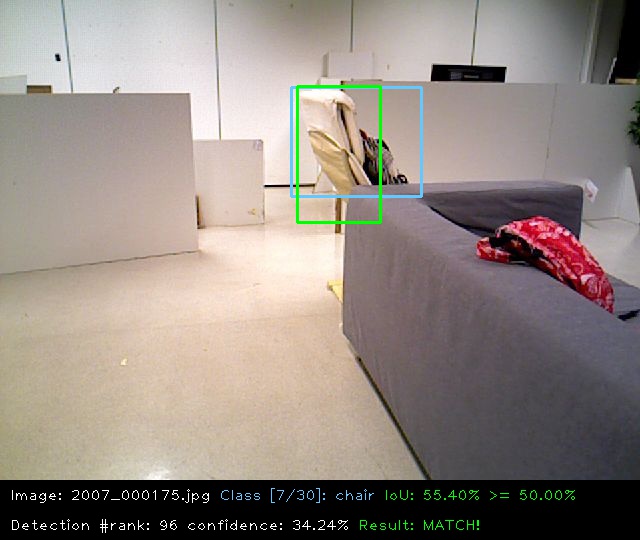 Image: 2007_000175.jpg Class [7/30]: chair IoU: 55.40% >= 50.00%
Detection #rank: 96 confidence: 34.24% Result: MATCH!